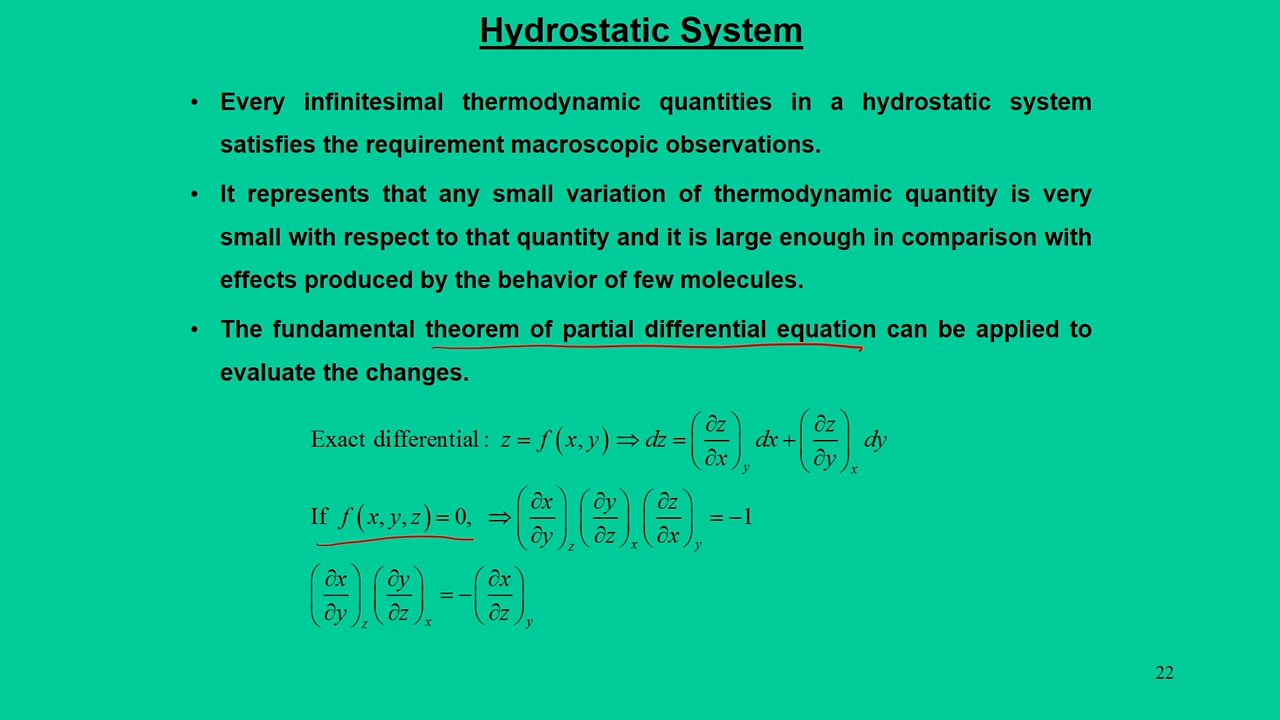 Hydrostatic System
• Every infinitesimal thermodynamic quantities in a hydrostatic system
satisfies the requirement macroscopic observations.
• It represents that any small variation of thermodynamic quantity is very
small with respect to that quantity and it is large enough in comparison with
effects produced by the behavior of few molecules.
• The fundamental theorem of partial differential equation can be applied to
evaluate the changes.
Exact differential : z = f (x, y) ⇒ dz = (∂z/∂x)_y dx + (∂z/∂y)_x dy
If f (x, y, z) = 0, ⇒ (∂x/∂y)_z (∂y/∂z)_x (∂z/∂x)_y = −1
(∂x/∂y)_z (∂y/∂z)_x = −(∂x/∂z)_y
22